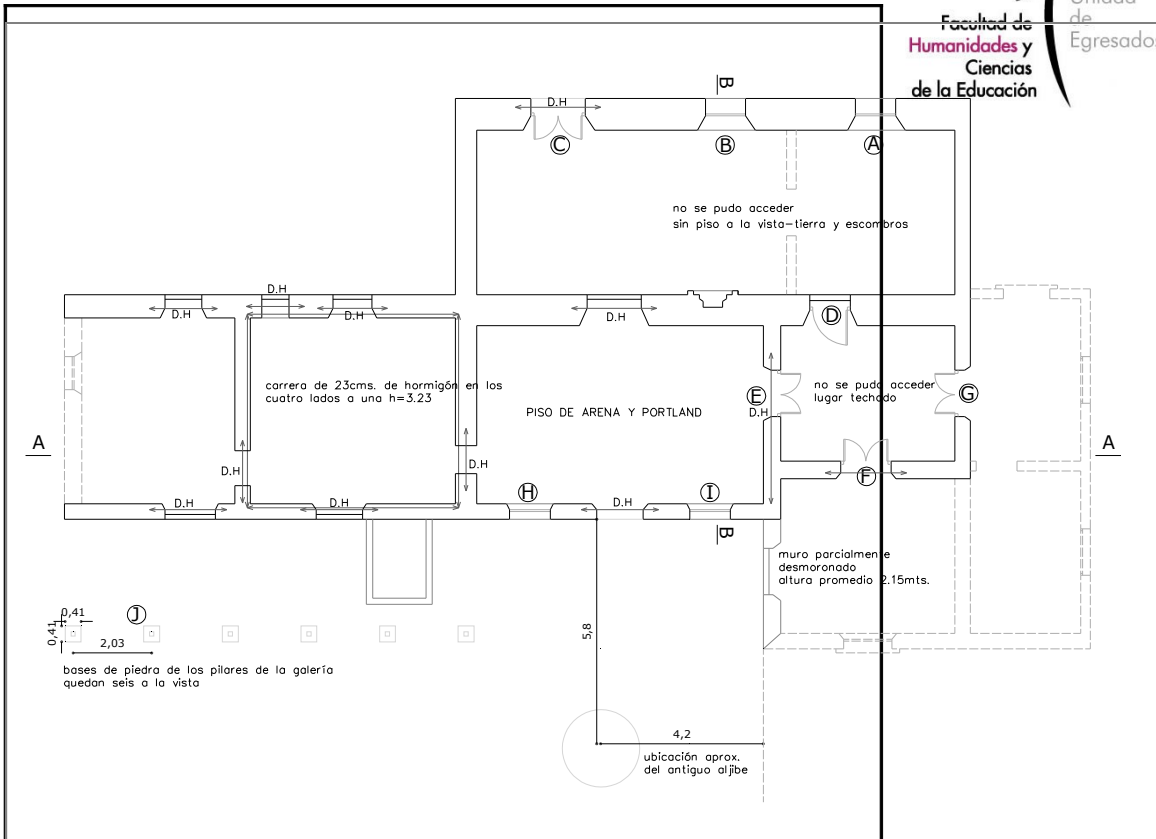 Unidad
de
Egresados
Facultad de
Humanidades y
Ciencias
de la Educación
B
D.H
C
B
A
no se pudo acceder
sin piso a la vista-tierra y escombros
D.H
D.H
D.H
D.H
D
carrera de 23cms. de hormigón en los
cuatro lados a una h=3.23
PISO DE ARENA Y PORTLAND
E
D.H
no se pudo acceder
lugar techado
G
A
A
D.H
D.H
F
H
I
D.H
D.H
D.H
B
muro parcialmente
desmoronado
altura promedio 2.15mts.
0,41
J
0,41
2,03
5,8
bases de piedra de los pilares de la galería
quedan seis a la vista
4,2
ubicación aprox.
del antiguo aljibe